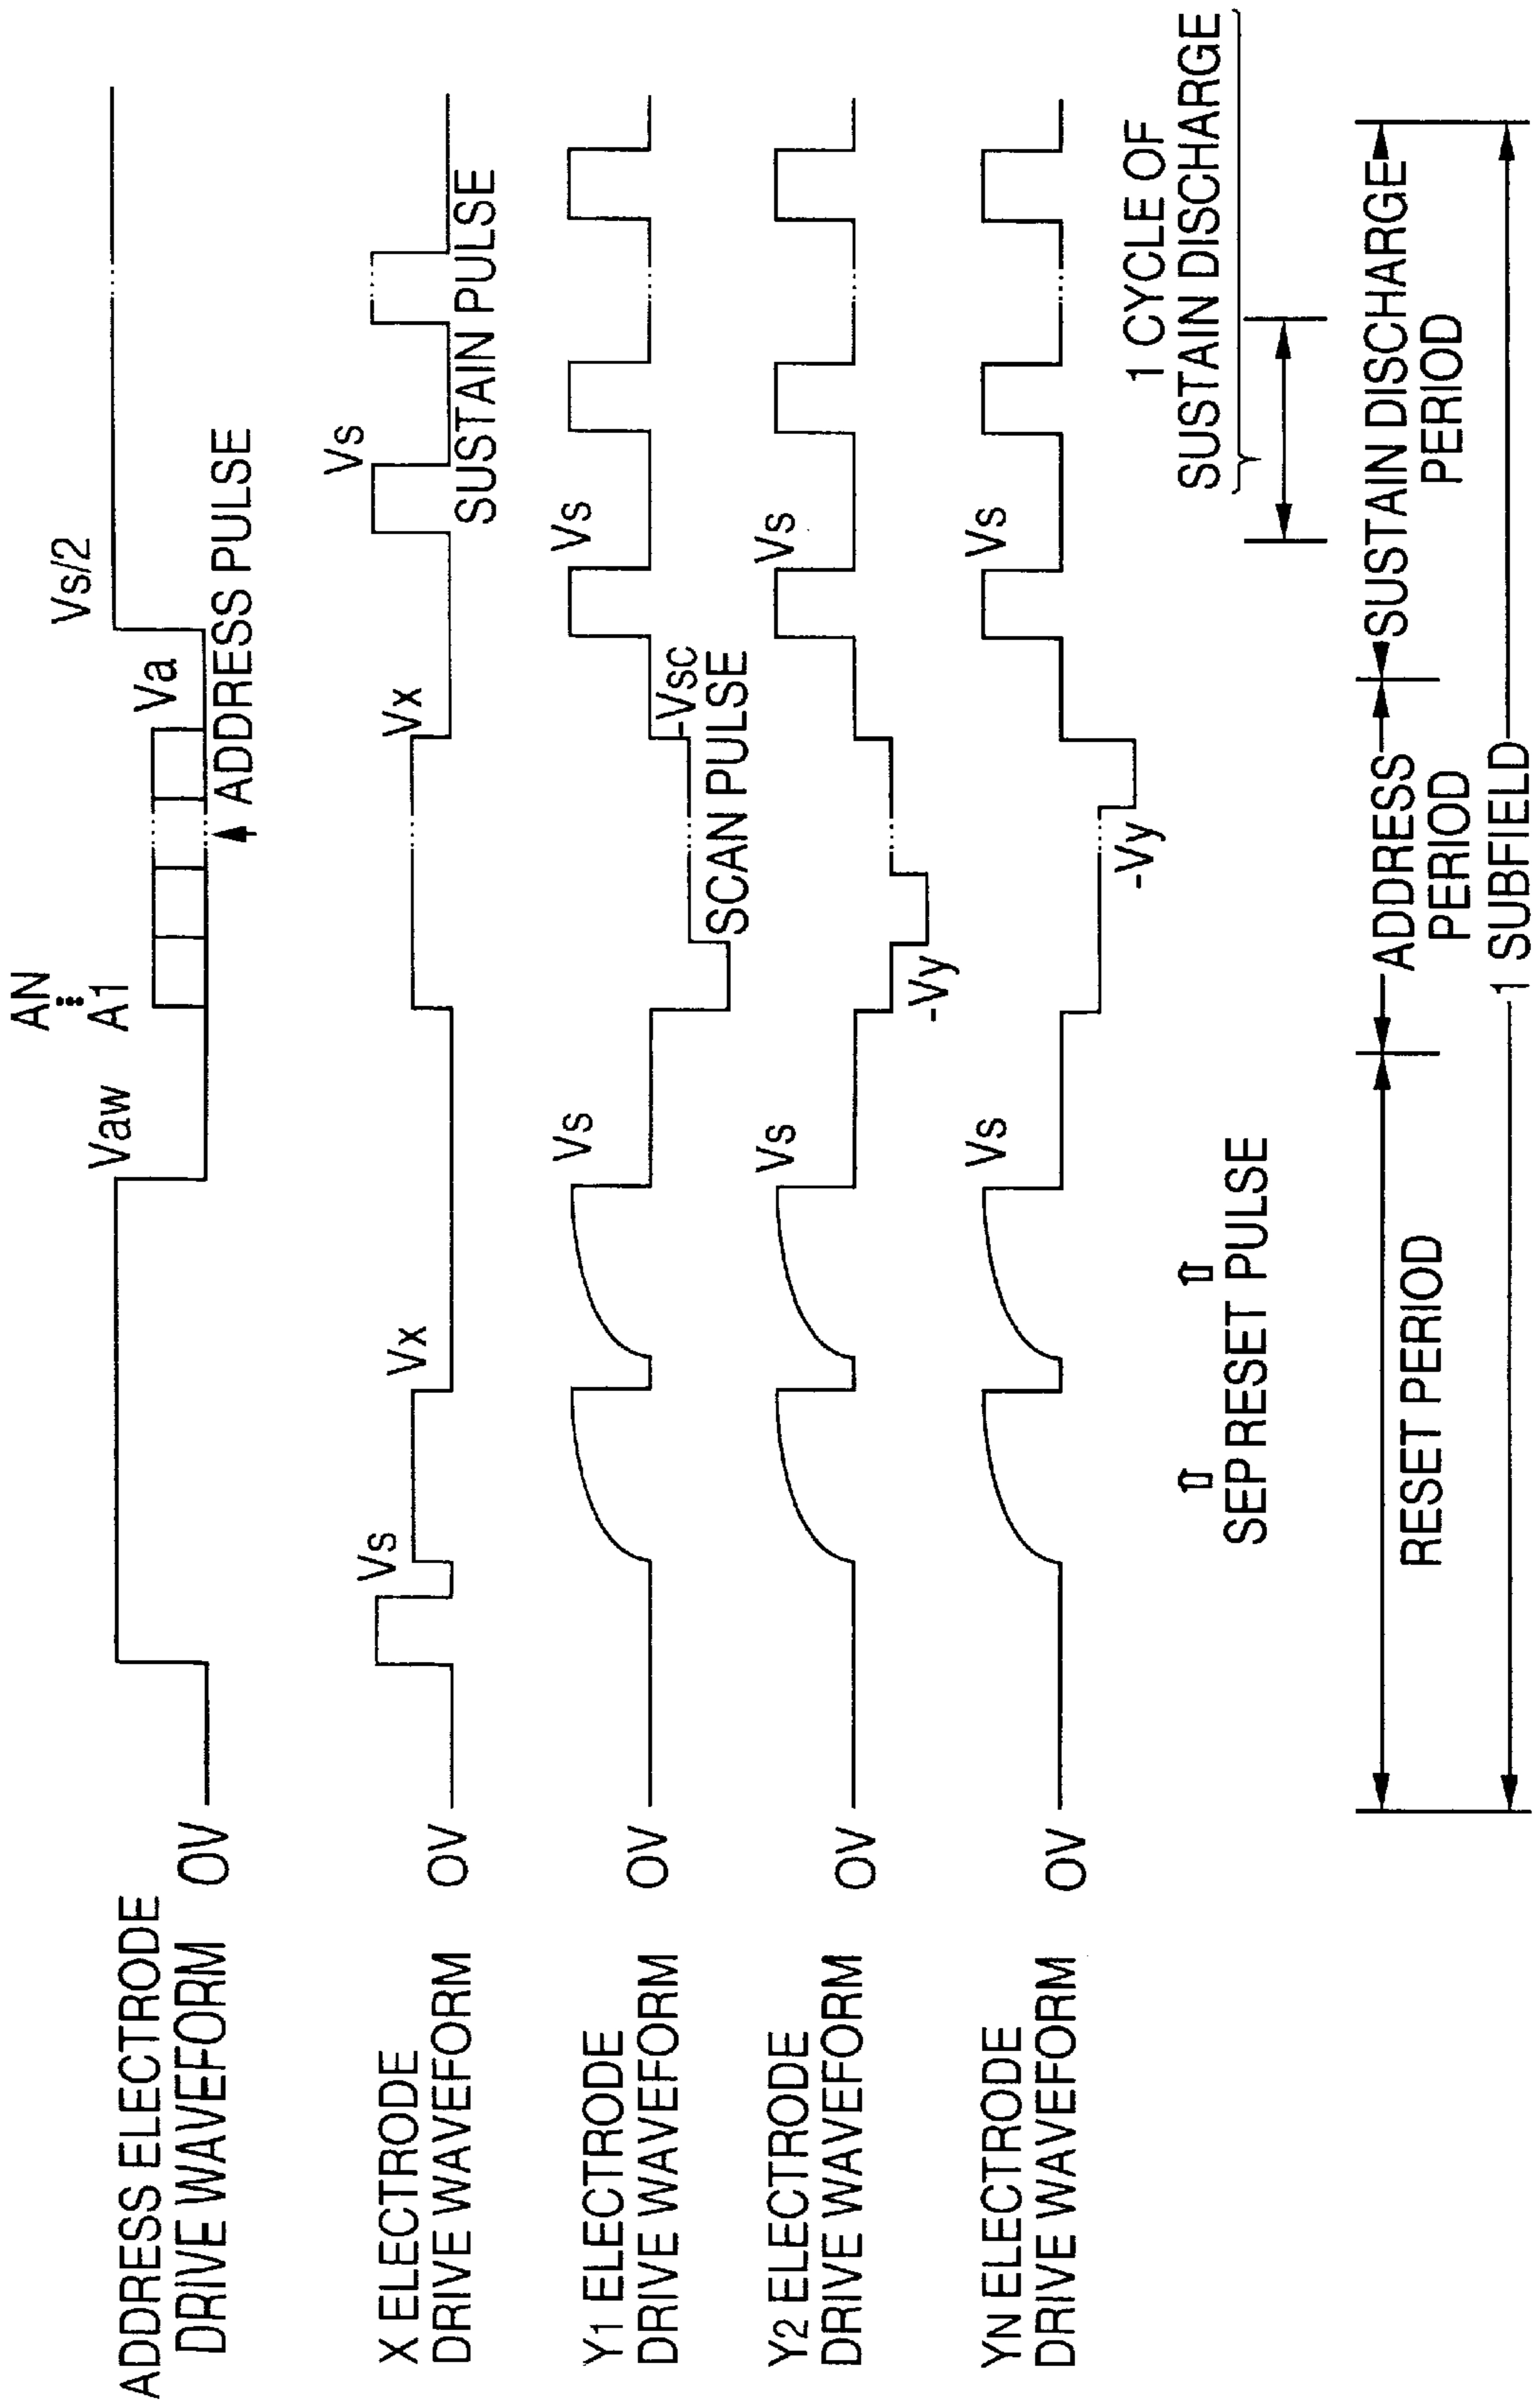 ADDRESS ELECTRODE
DRIVE WAVEFORM
0V
Vaw
AN
A1
Va
ADDRESS PULSE
Vs/2
X ELECTRODE
DRIVE WAVEFORM
0V
Vs
Vx
Vx
Vs
SUSTAIN PULSE
Y1 ELECTRODE
DRIVE WAVEFORM
0V
Vs
-Vsc
SCAN PULSE
Vs
Y2 ELECTRODE
DRIVE WAVEFORM
0V
Vs
-Vy
Vs
YN ELECTRODE
DRIVE WAVEFORM
0V
Vs
-Vy
Vs
SEP RESET PULSE
1 CYCLE OF
SUSTAIN DISCHARGE
RESET PERIOD
ADDRESS
PERIOD
SUSTAIN DISCHARGE
PERIOD
1 SUBFIELD